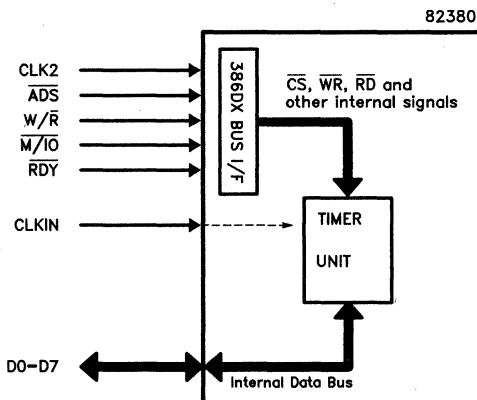 82380
CLK2
ADS
W/R
M/IO
RDY
CLKIN
D0-D7
386DX BUS I/F
CS, WR, RD and
other internal signals
TIMER
UNIT
Internal Data Bus